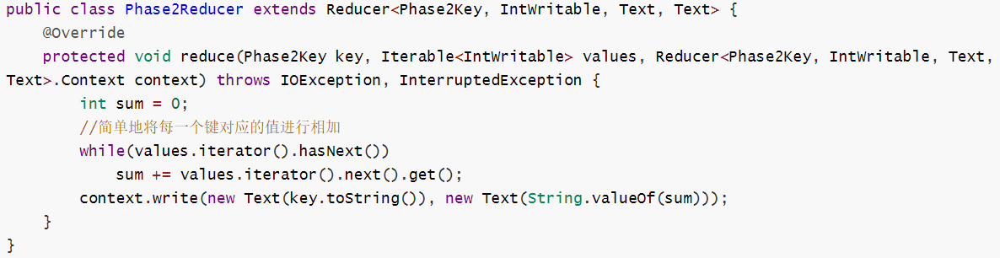 public class Phase2Reducer extends Reducer<Phase2Key, IntWritable, Text, Text> {
    @Override
    protected void reduce(Phase2Key key, Iterable<IntWritable> values, Reducer<Phase2Key, IntWritable, Text,
Text>.Context context) throws IOException, InterruptedException {
        int sum = 0;
        //简单地将每一个键对应的值进行相加
        while(values.iterator().hasNext())
            sum += values.iterator().next().get();
        context.write(new Text(key.toString()), new Text(String.valueOf(sum)));
    }
}